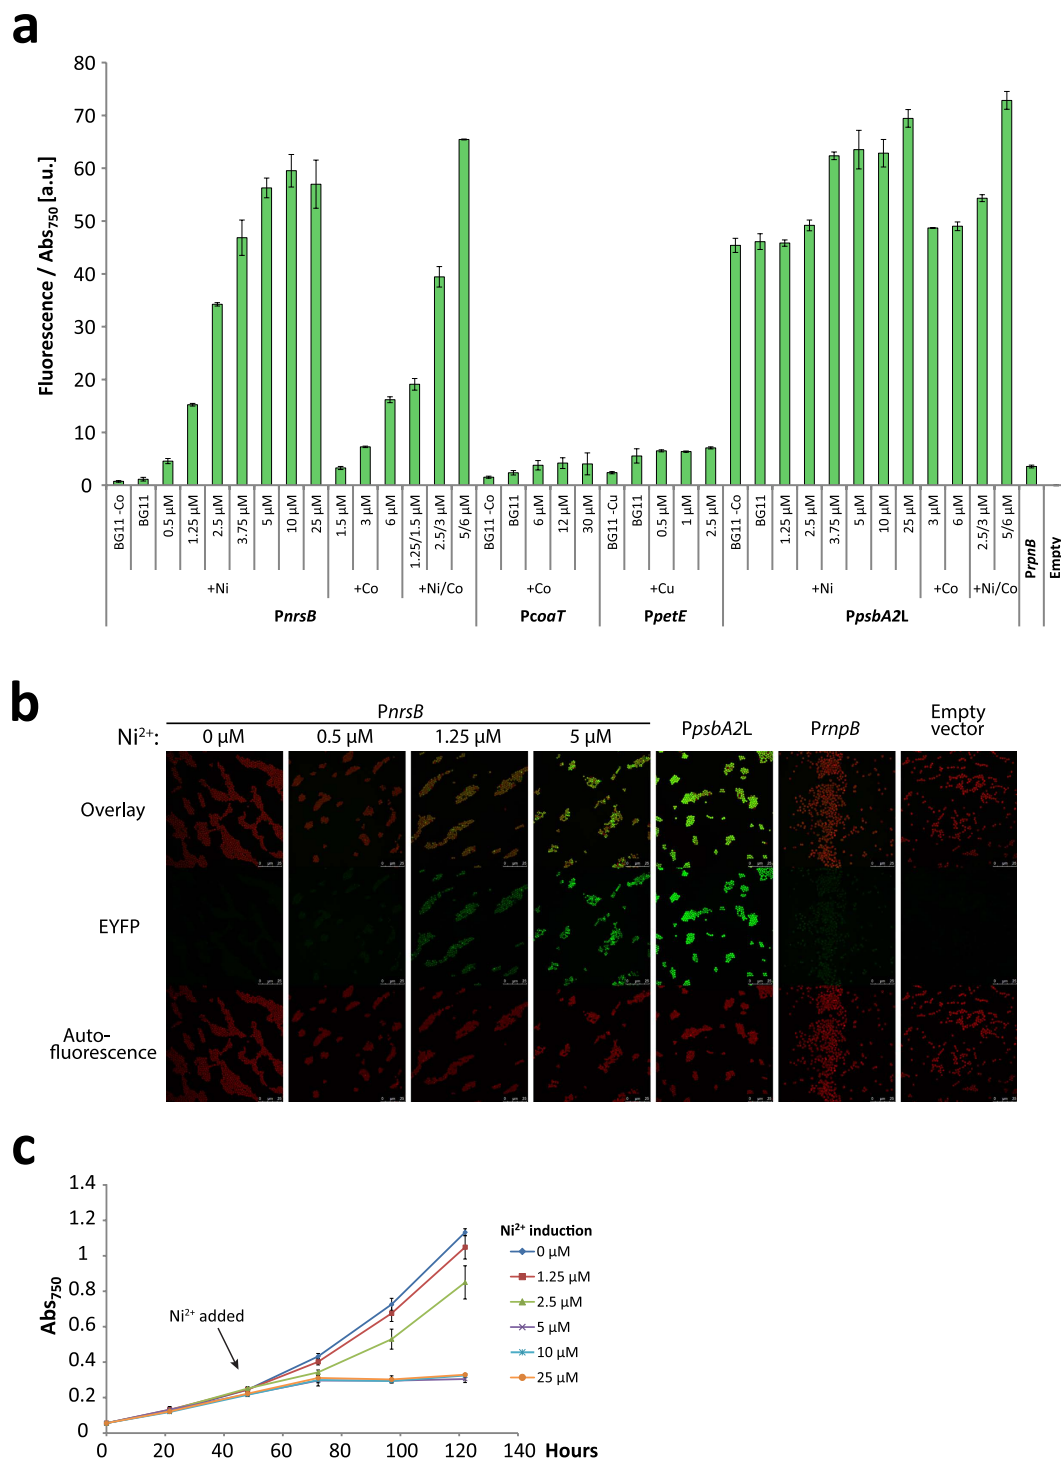 a
80
70
60
50
40
30
20
10
0
Fluorescence / Abs750 [a.u.]
BG11 -Co
BG11
0.5 µM
1.25 µM
2.5 µM
3.75 µM
5 µM
10 µM
25 µM
1.5 µM
3 µM
6 µM
1.25/1.5 µM
2.5/3 µM
5/6 µM
BG11 -Co
BG11
6 µM
12 µM
30 µM
BG11 -Cu
BG11
0.5 µM
1 µM
2.5 µM
BG11 -Co
BG11
1.25 µM
2.5 µM
3.75 µM
5 µM
10 µM
25 µM
3 µM
6 µM
2.5/3 µM
5/6 µM
PrpnB
Empty
+Ni +Co +Ni/Co +Co +Cu +Ni +Co +Ni/Co
PnrsB PcoaT PpetE PpsbA2L
b
PnrsB
Ni2+: 0 µM 0.5 µM 1.25 µM 5 µM PpsbA2L PrnpB Empty
vector
Overlay
EYFP
Auto-
fluorescence
c
1.4
1.2
1
0.8
0.6
0.4
0.2
0
Abs750
Ni2+ added
0 20 40 60 80 100 120 140 Hours
Ni2+ induction
0 µM
1.25 µM
2.5 µM
5 µM
10 µM
25 µM